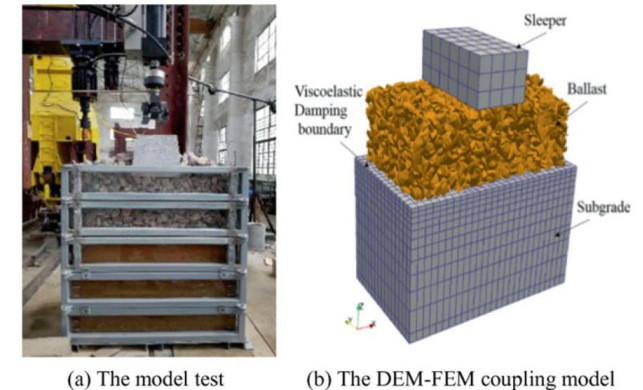 Sleeper
Viscoelastic
Damping
boundary
Ballast
Subgrade
(a) The model test
(b) The DEM-FEM coupling model